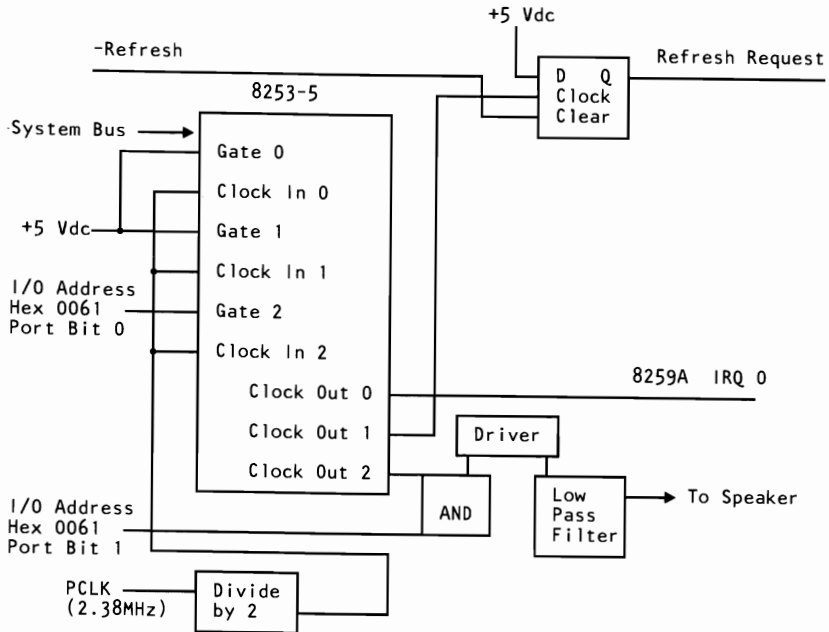 +5 Vdc
-Refresh
D Q
Clock
Clear
Refresh Request
8253-5
System Bus
Gate 0
Clock In 0
+5 Vdc
Gate 1
Clock In 1
I/O Address
Hex 0061
Port Bit 0
Gate 2
Clock In 2
Clock Out 0
8259A IRQ 0
Clock Out 1
Driver
Clock Out 2
I/O Address
Hex 0061
Port Bit 1
AND
Low
Pass
Filter
To Speaker
PCLK
(2.38MHz)
Divide
by 2